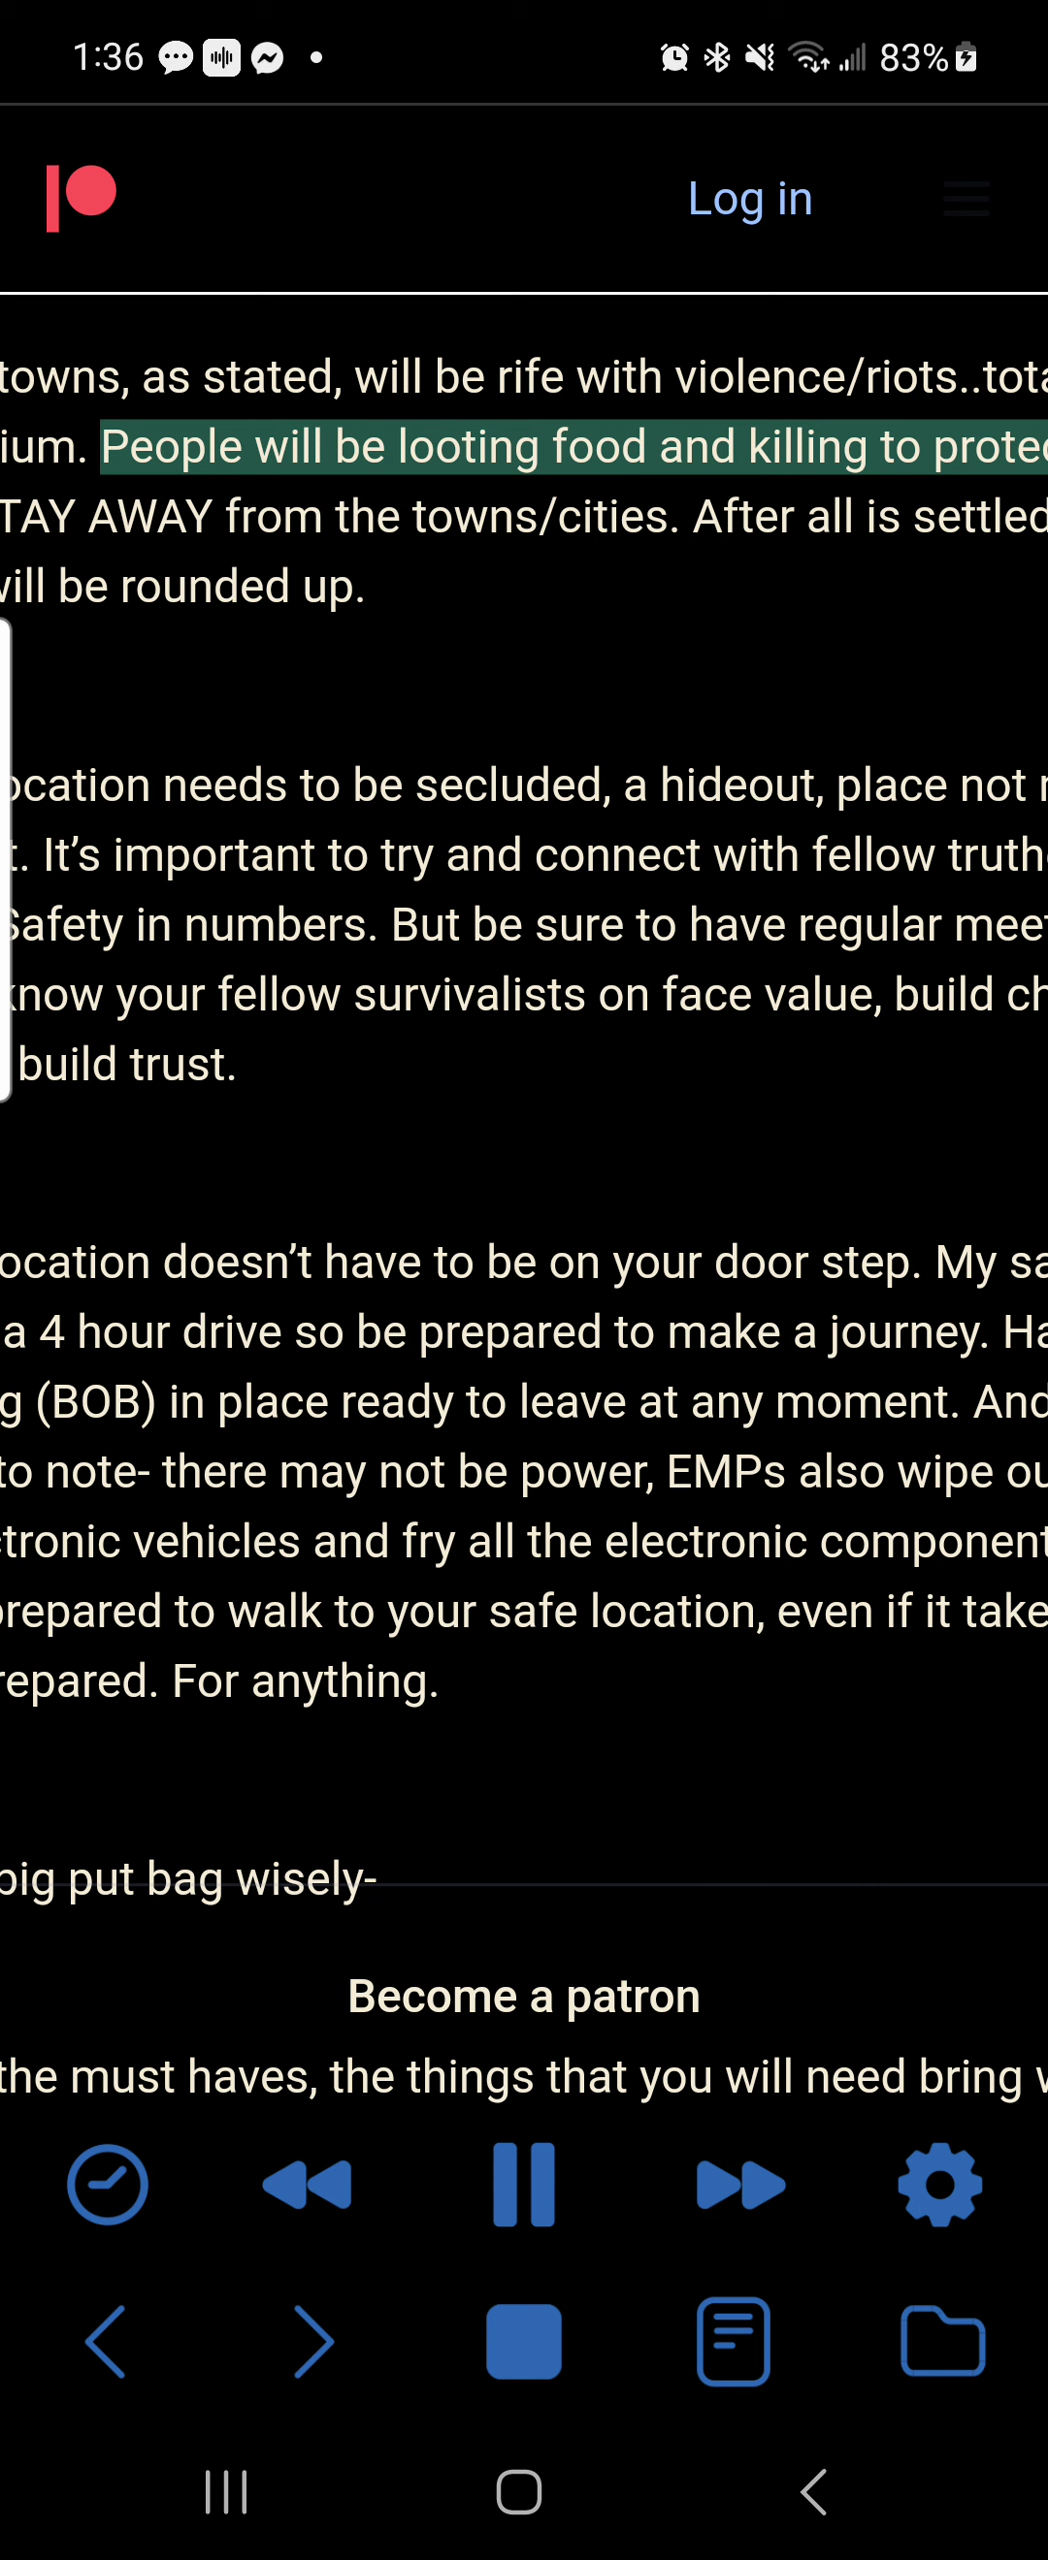 1:36
83%
Log in
towns, as stated, will be rife with violence/riots..tota
ium. People will be looting food and killing to protec
TAY AWAY from the towns/cities. After all is settled
will be rounded up.
ocation needs to be secluded, a hideout, place not
t. It’s important to try and connect with fellow truth
Safety in numbers. But be sure to have regular mee
know your fellow survivalists on face value, build ch
build trust.
ocation doesn’t have to be on your door step. My sa
a 4 hour drive so be prepared to make a journey. Ha
g (BOB) in place ready to leave at any moment. And
to note- there may not be power, EMPs also wipe ou
ctronic vehicles and fry all the electronic component
prepared to walk to your safe location, even if it take
repared. For anything.
big put bag wisely-
Become a patron
the must haves, the things that you will need bring